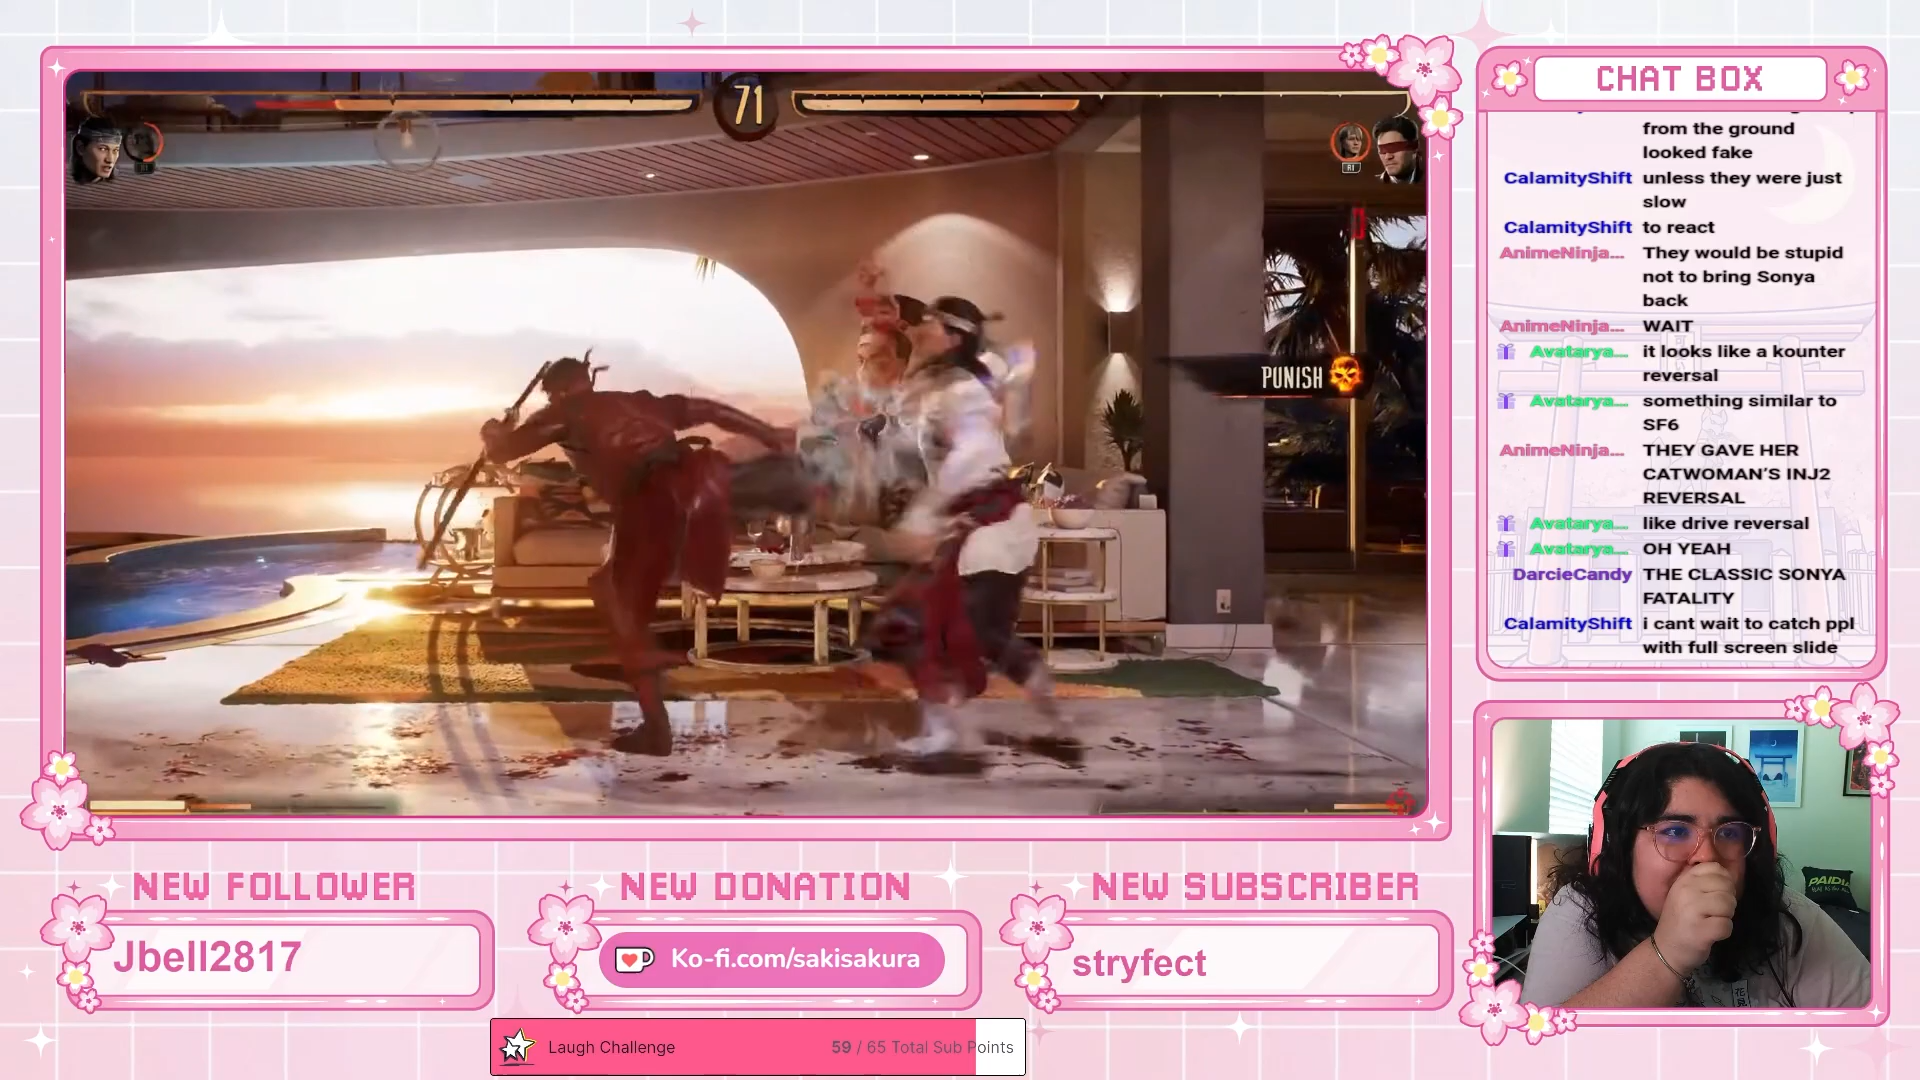 71
PUNISH
CHAT BOX
from the ground
looked fake
CalamityShift unless they were just
slow
CalamityShift to react
AnimeNinja... They would be stupid
not to bring Sonya
back
AnimeNinja... WAIT
Avatarya... it looks like a kounter
reversal
Avatarya... something similar to
SF6
AnimeNinja... THEY GAVE HER
CATWOMAN'S INJ2
REVERSAL
Avatarya... like drive reversal
Avatarya... OH YEAH
DarcieCandy THE CLASSIC SONYA
FATALITY
CalamityShift i cant wait to catch ppl
with full screen slide
NEW FOLLOWER
Jbell2817
NEW DONATION
Ko-fi.com/sakisakura
NEW SUBSCRIBER
stryfect
Laugh Challenge
59 / 65 Total Sub Points